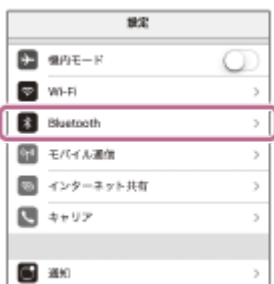 設定
機内モード
Wi-Fi
Bluetooth
モバイル通信
インターネット共有
キャリア
通知